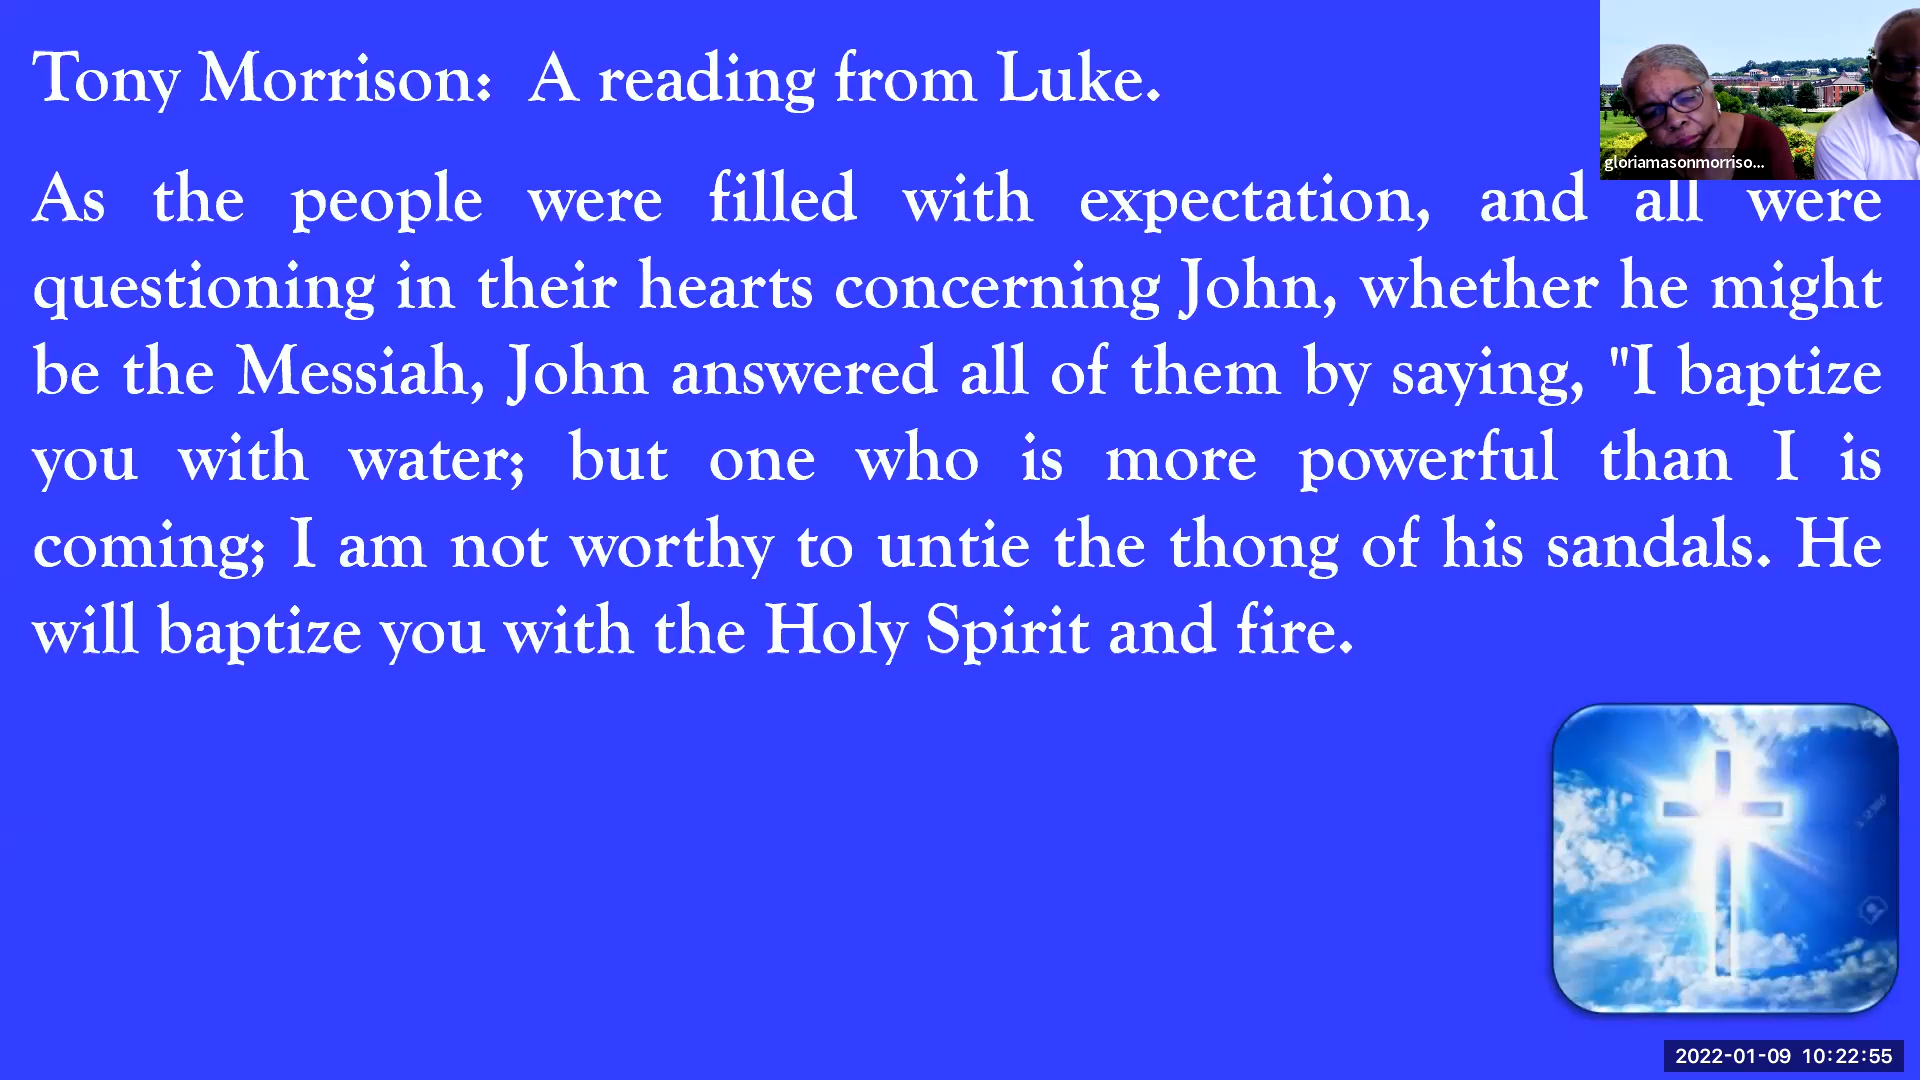 Tony Morrison: A reading from Luke.
gloriamasonmorriso...
As the people were filled with expectation, and all were
questioning in their hearts concerning John, whether he might
be the Messiah, John answered all of them by saying, "I baptize
you with water; but one who is more powerful than I is
coming; I am not worthy to untie the thong of his sandals. He
will baptize you with the Holy Spirit and fire.
2022-01-09 10:22:55